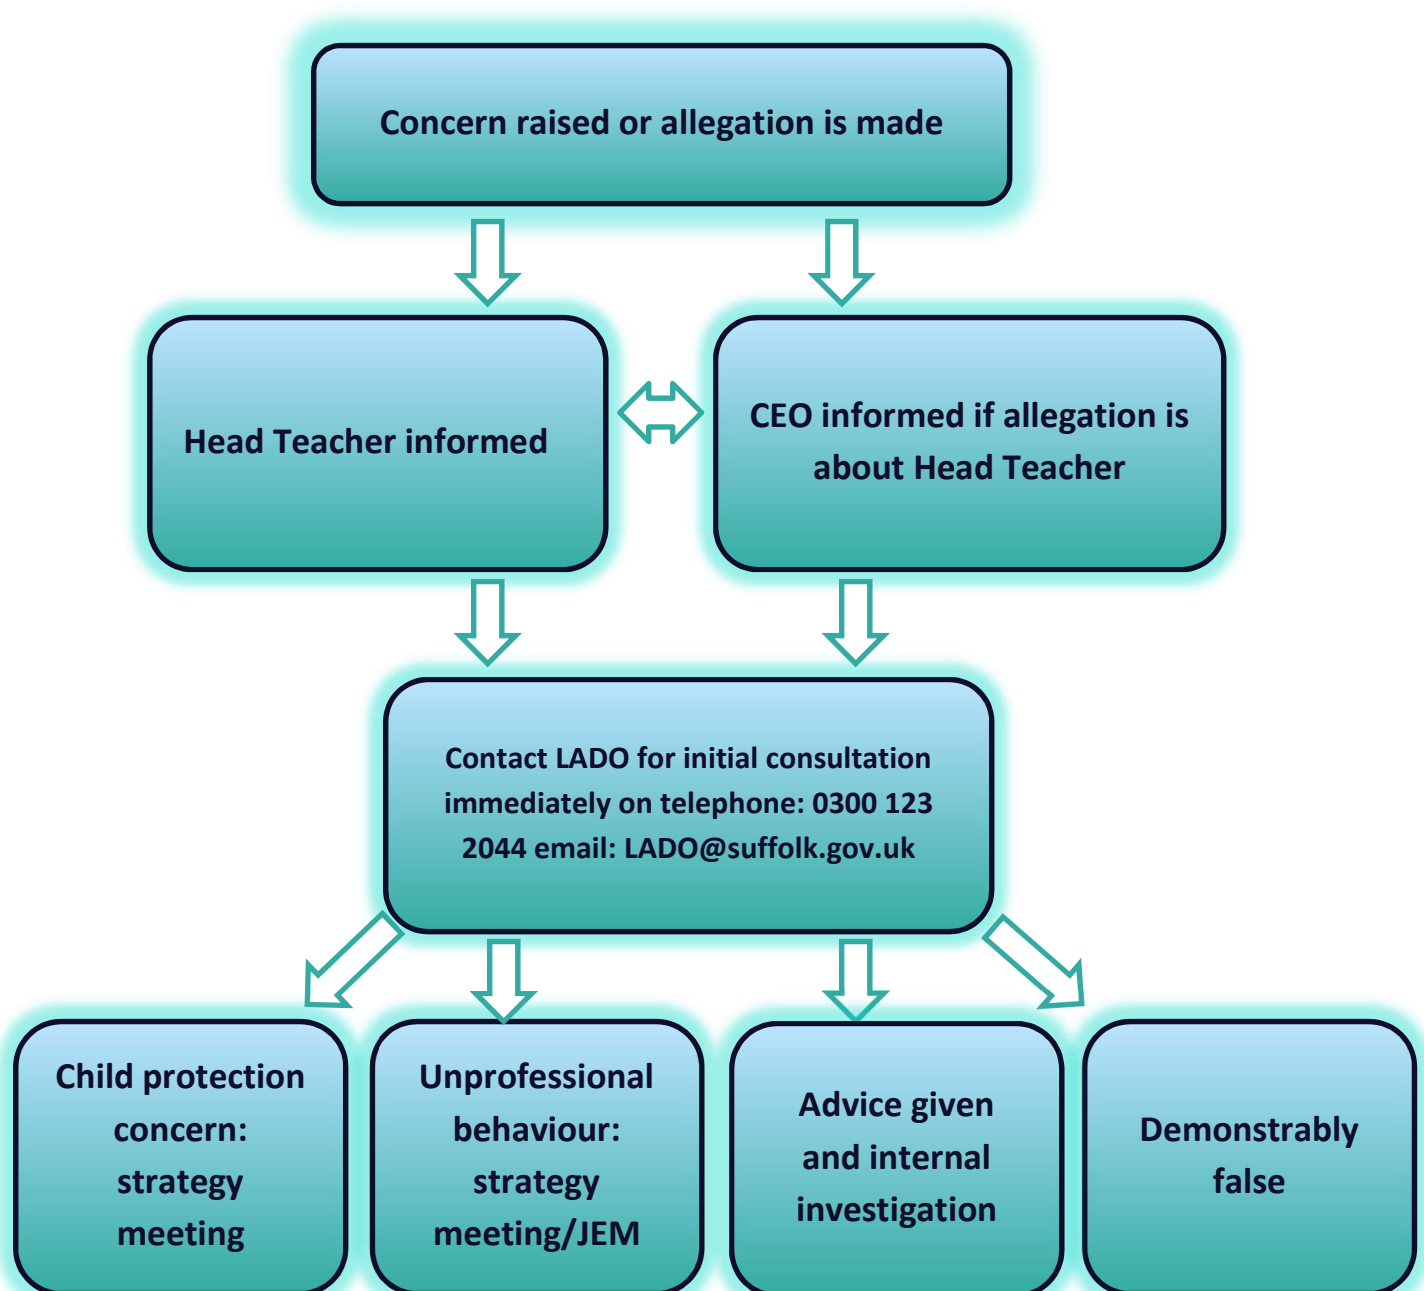 Concern raised or allegation is made
Head Teacher informed
CEO informed if allegation is
about Head Teacher
Contact LADO for initial consultation
immediately on telephone: 0300 123
2044 email: LADO@suffolk.gov.uk
Child protection
concern:
strategy
meeting
Unprofessional
behaviour:
strategy
meeting/JEM
Advice given
and internal
investigation
Demonstrably
false